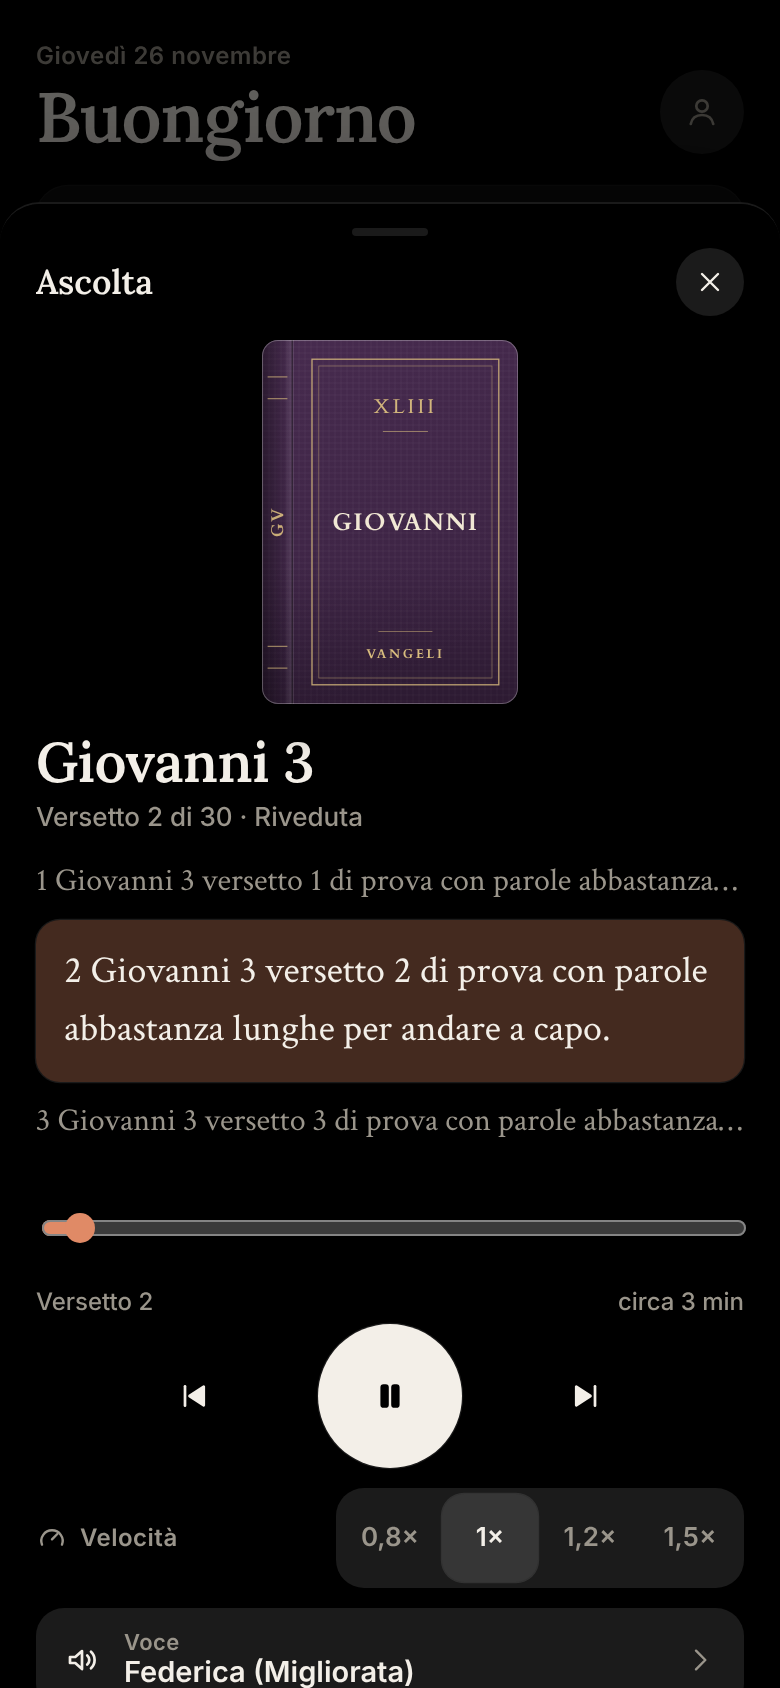 Giovedì 26 novembre
Buongiorno
Ascolta
XLIII
GV
GIOVANNI
VANGELI
Giovanni 3
Versetto 2 di 30 · Riveduta
1 Giovanni 3 versetto 1 di prova con parole abbastanza…
2 Giovanni 3 versetto 2 di prova con parole
abbastanza lunghe per andare a capo.
3 Giovanni 3 versetto 3 di prova con parole abbastanza…
Versetto 2
circa 3 min
Velocità
0,8×
1×
1,2×
1,5×
Voce
Federica (Migliorata)